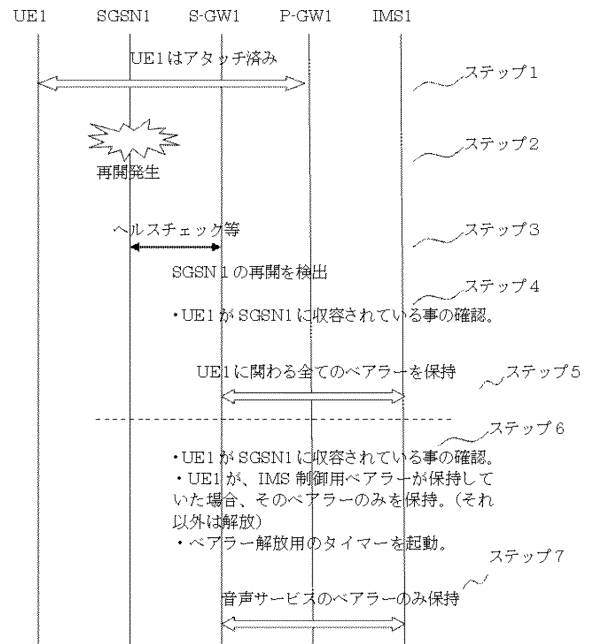 UE1 SGSN1 S-GW1 P-GW1 IMS1
UE1はアタッチ済み
ステップ1
ステップ2
再開発生
ヘルスチェック等
ステップ3
SGSN1の再開を検出
ステップ4
・UE1がSGSN1に収容されている事の確認。
UE1に関わる全てのベアラーを保持
ステップ5
ステップ6
・UE1がSGSN1に収容されている事の確認。
・UE1が、IMS 制御用ベアラーが保持して
いた場合、そのベアラーのみを保持。(それ
以外は解放)
・ベアラー解放用のタイマーを起動。
ステップ7
音声サービスのベアラーのみ保持